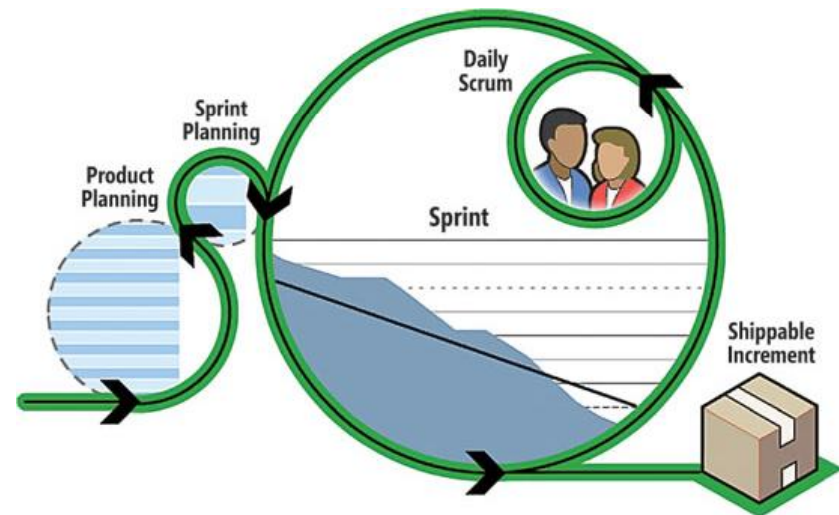 Product
Planning
Sprint
Planning
Daily
Scrum
Sprint
Shippable
Increment